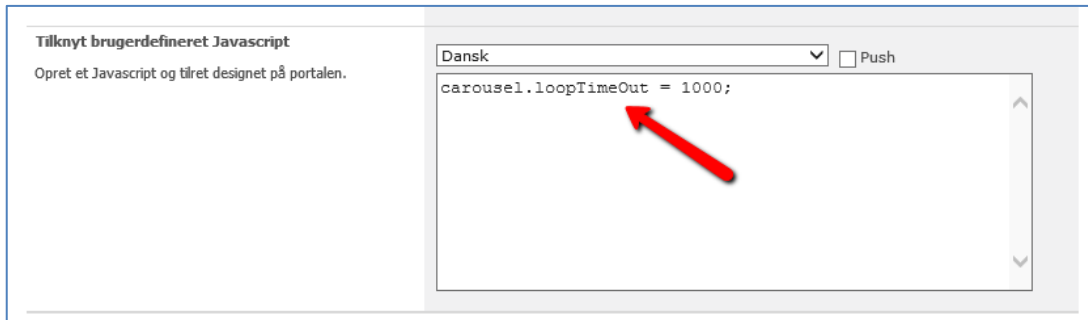 Tilknyt brugerdefineret Javascript
Opret et Javascript og tilret designet på portalen.
Dansk
Push
carousel.loopTimeOut = 1000;